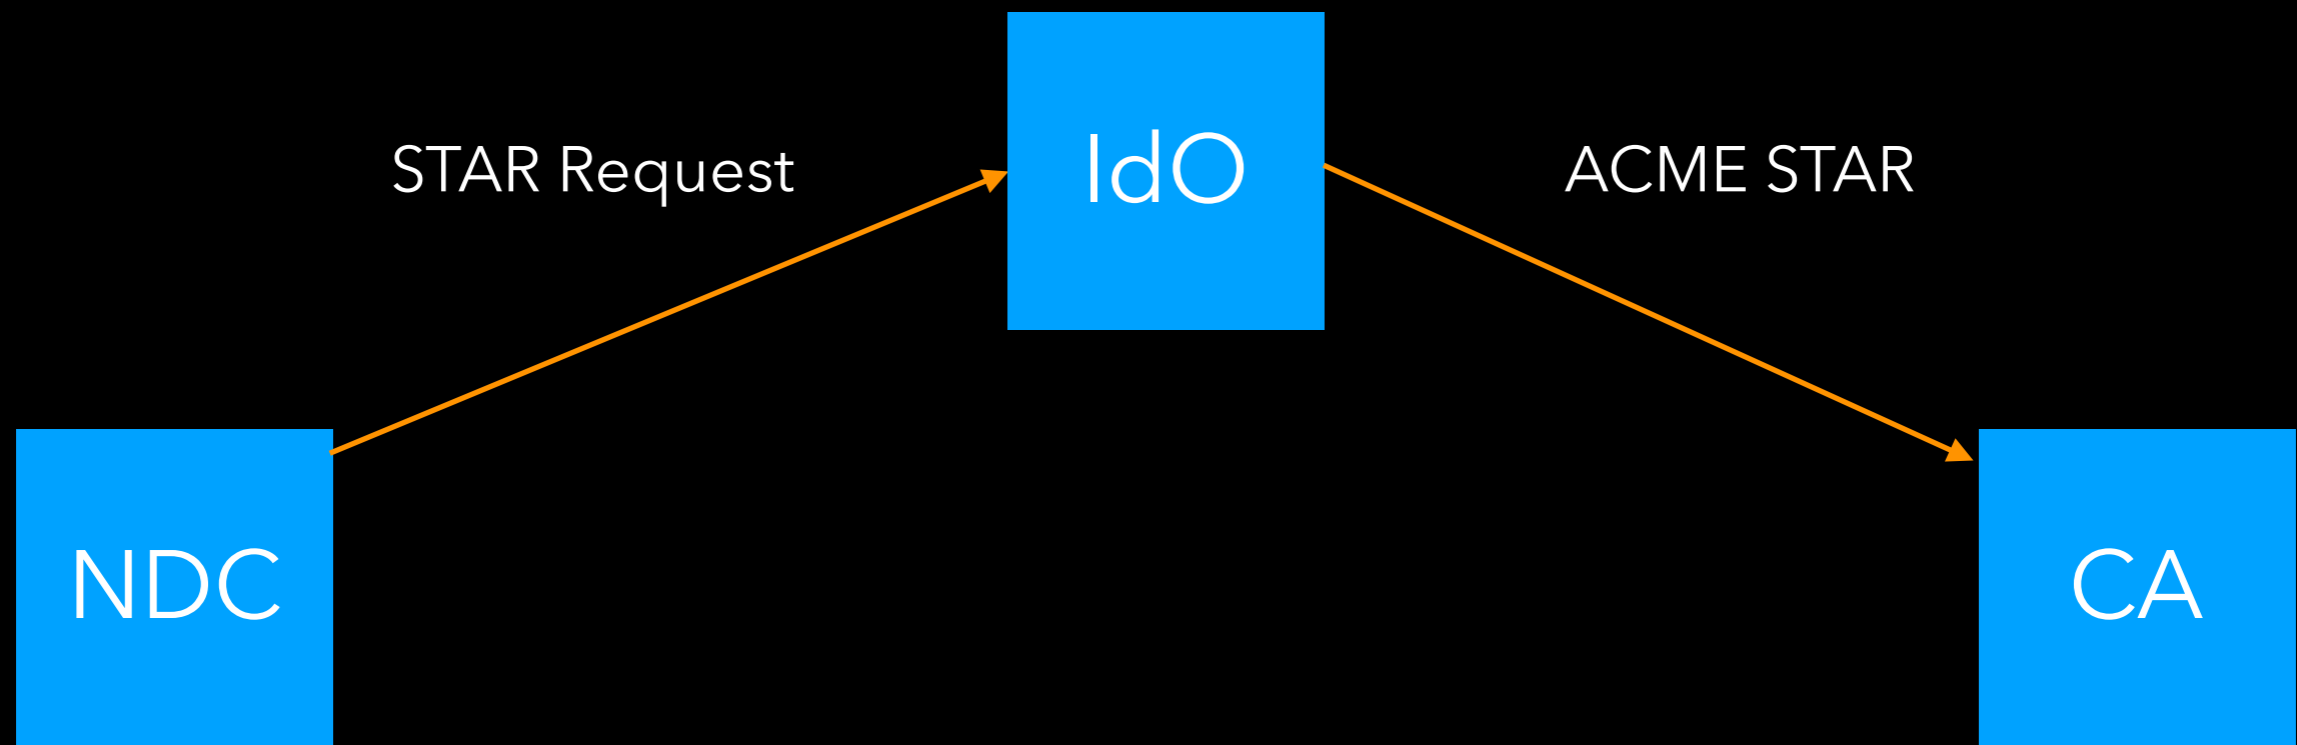 IdO
STAR Request
ACME STAR
NDC
CA